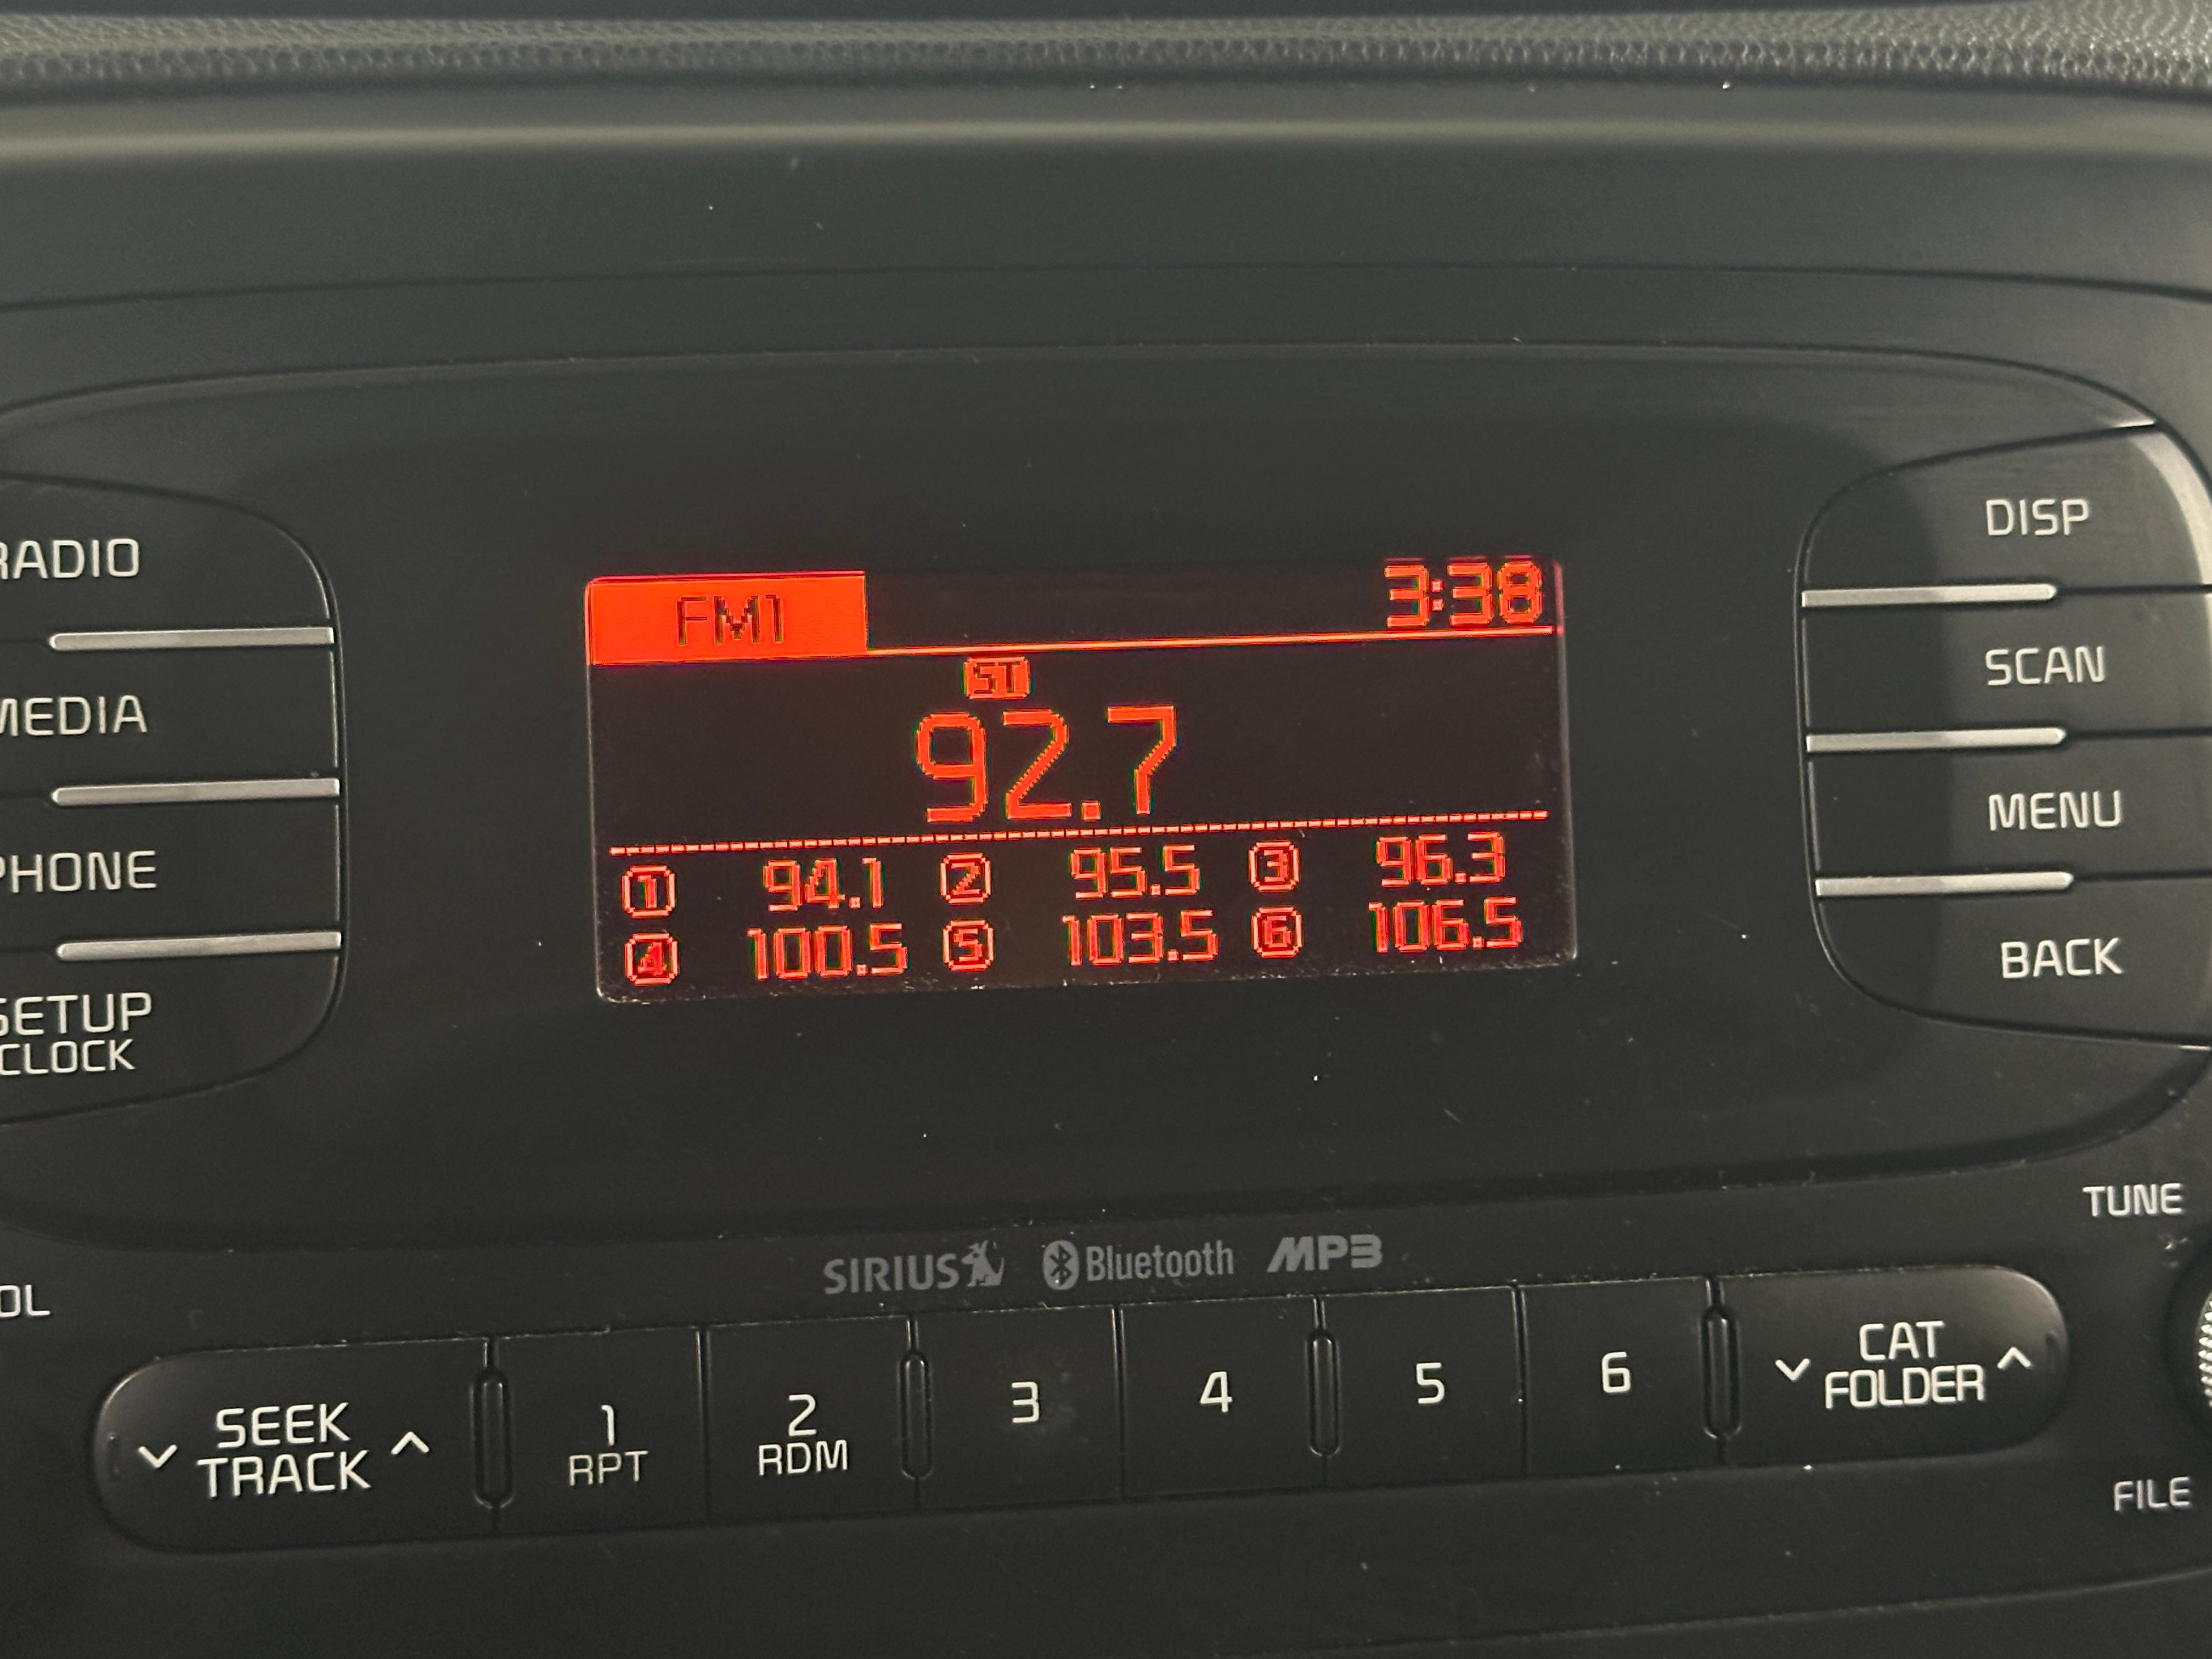 RADIO
MEDIA
PHONE
SETUP
CLOCK
FM1
3:38
ST
92.7
1 94.1 2 95.5 3 96.3
4 100.5 5 103.5 6 106.5
DISP
SCAN
MENU
BACK
TUNE
SIRIUS Bluetooth MP3
OL
SEEK
TRACK
1
RPT
2
RDM
3
4
5
6
CAT
FOLDER
FILE